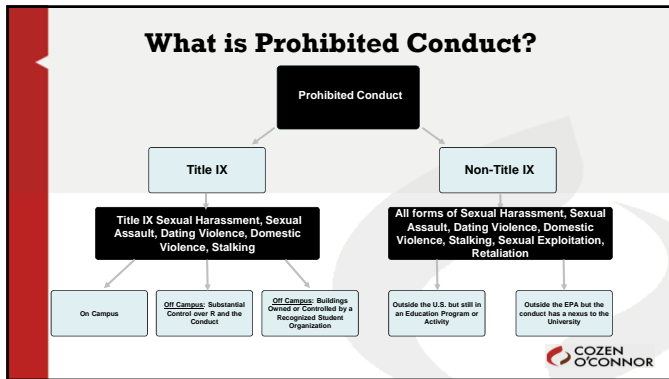 What is Prohibited Conduct?
Prohibited Conduct
Title IX
Non-Title IX
Title IX Sexual Harassment, Sexual
Assault, Dating Violence, Domestic
Violence, Stalking
All forms of Sexual Harassment, Sexual
Assault, Dating Violence, Domestic
Violence, Stalking, Sexual Exploitation,
Retaliation
On Campus
Off Campus: Substantial
Control over R and the
Conduct
Off Campus: Buildings
Owned or Controlled by a
Recognized Student
Organization
Outside the U.S. but still in
an Education Program or
Activity
Outside the EPA but the
conduct has a nexus to the
University
COZEN
O'CONNOR